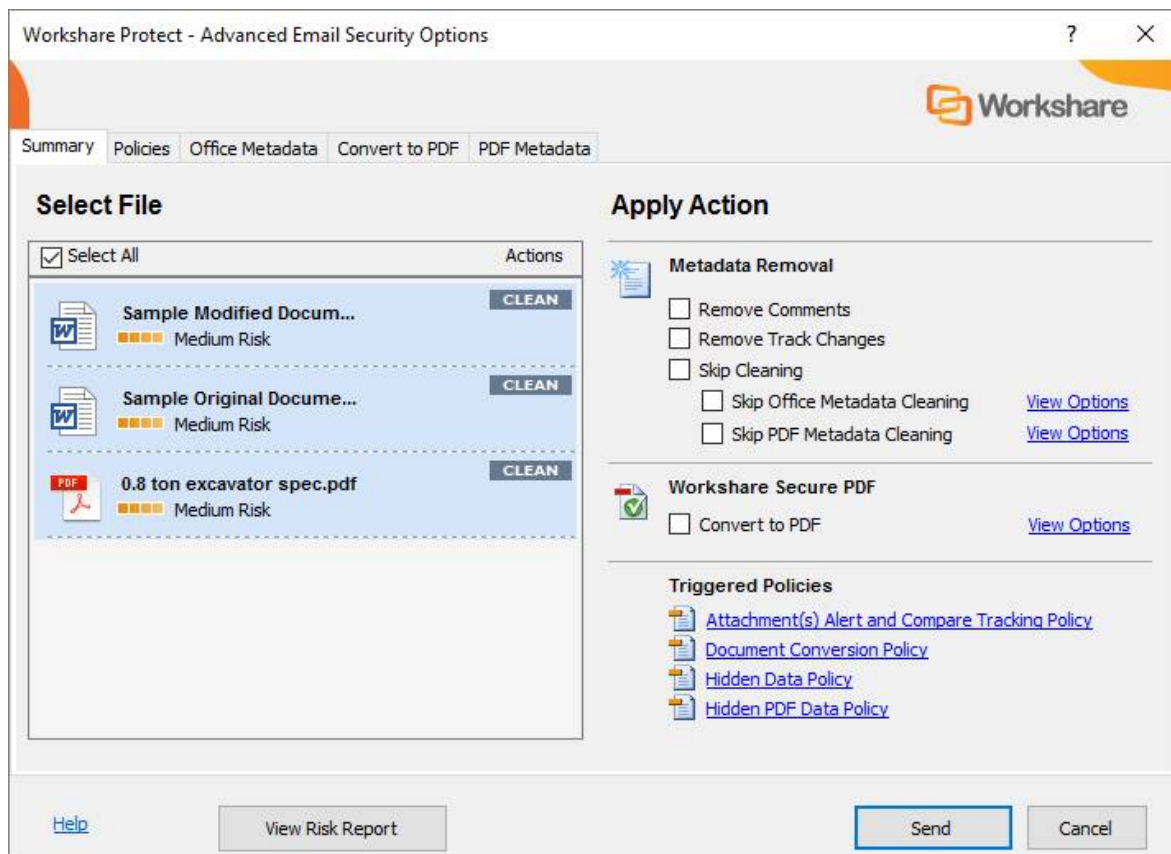 Workshare Protect - Advanced Email Security Options
?
Workshare
Summary Policies Office Metadata Convert to PDF PDF Metadata
Select File
Select All Actions
Sample Modified Docum... CLEAN
Medium Risk
Sample Original Docume... CLEAN
Medium Risk
PDF
0.8 ton excavator spec.pdf CLEAN
Medium Risk
Apply Action
Metadata Removal
Remove Comments
Remove Track Changes
Skip Cleaning
Skip Office Metadata Cleaning View Options
Skip PDF Metadata Cleaning View Options
Workshare Secure PDF
Convert to PDF View Options
Triggered Policies
Attachment(s) Alert and Compare Tracking Policy
Document Conversion Policy
Hidden Data Policy
Hidden PDF Data Policy
Help View Risk Report Send Cancel